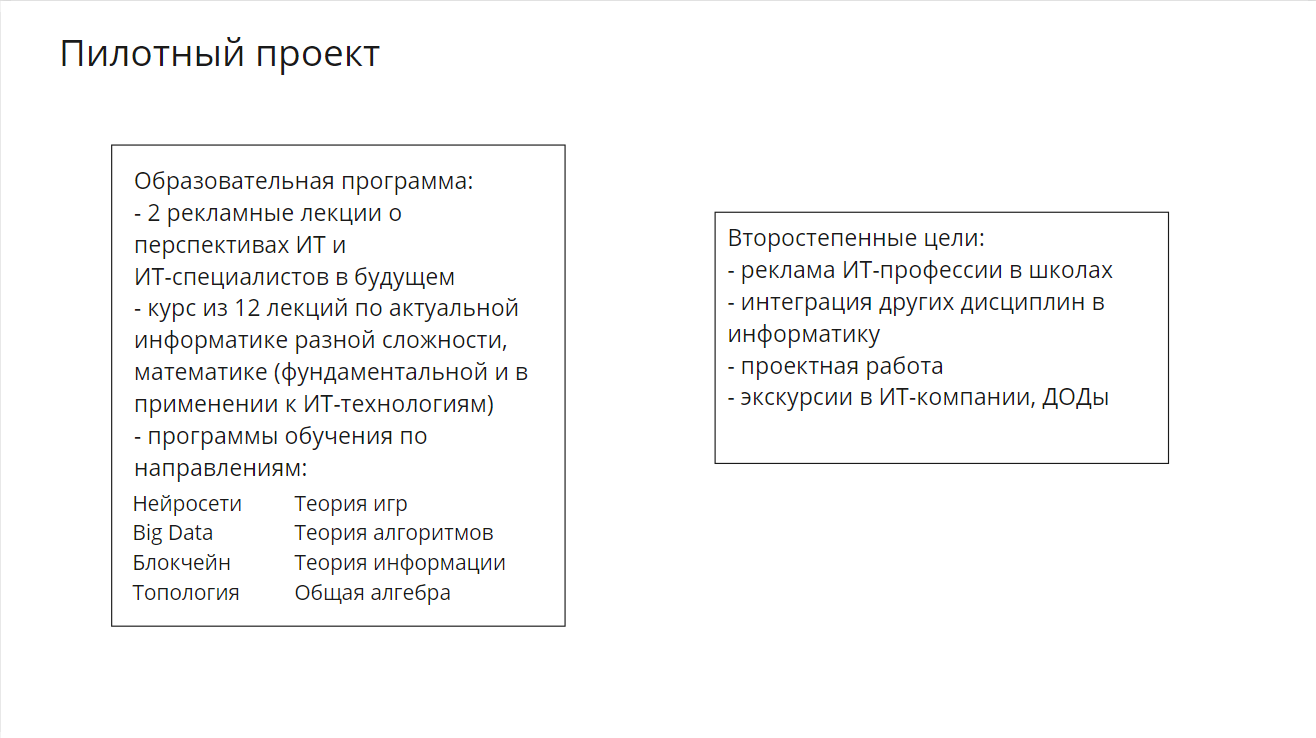 Пилотный проект
Образовательная программа:
- 2 рекламные лекции о
перспективах ИТ и
ИТ-специалистов в будущем
- курс из 12 лекций по актуальной
информатике разной сложности,
математике (фундаментальной и в
применении к ИТ-технологиям)
- программы обучения по
направлениям:
Нейросети
Big Data
Блокчейн
Топология
Теория игр
Теория алгоритмов
Теория информации
Общая алгебра
Второстепенные цели:
- реклама ИТ-профессии в школах
- интеграция других дисциплин в
информатику
- проектная работа
- экскурсии в ИТ-компании, ДОДы